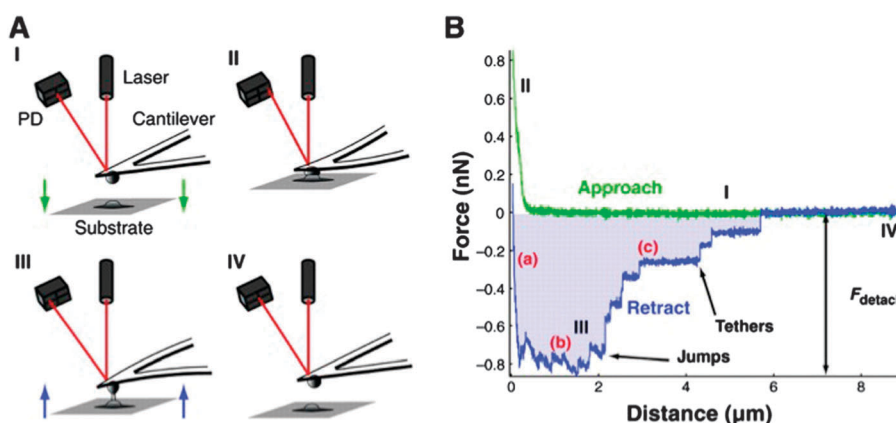 A
I
Laser
PD
Cantilever
Substrate
II
III
IV
B
Force (nN)
0.8
0.6
0.4
0.2
0
−0.2
−0.4
−0.6
−0.8
II
Approach
I
IV
(a)
(c)
(b)
III
Retract
Tethers
Jumps
Fdetach
0
2
4
6
8
Distance (µm)